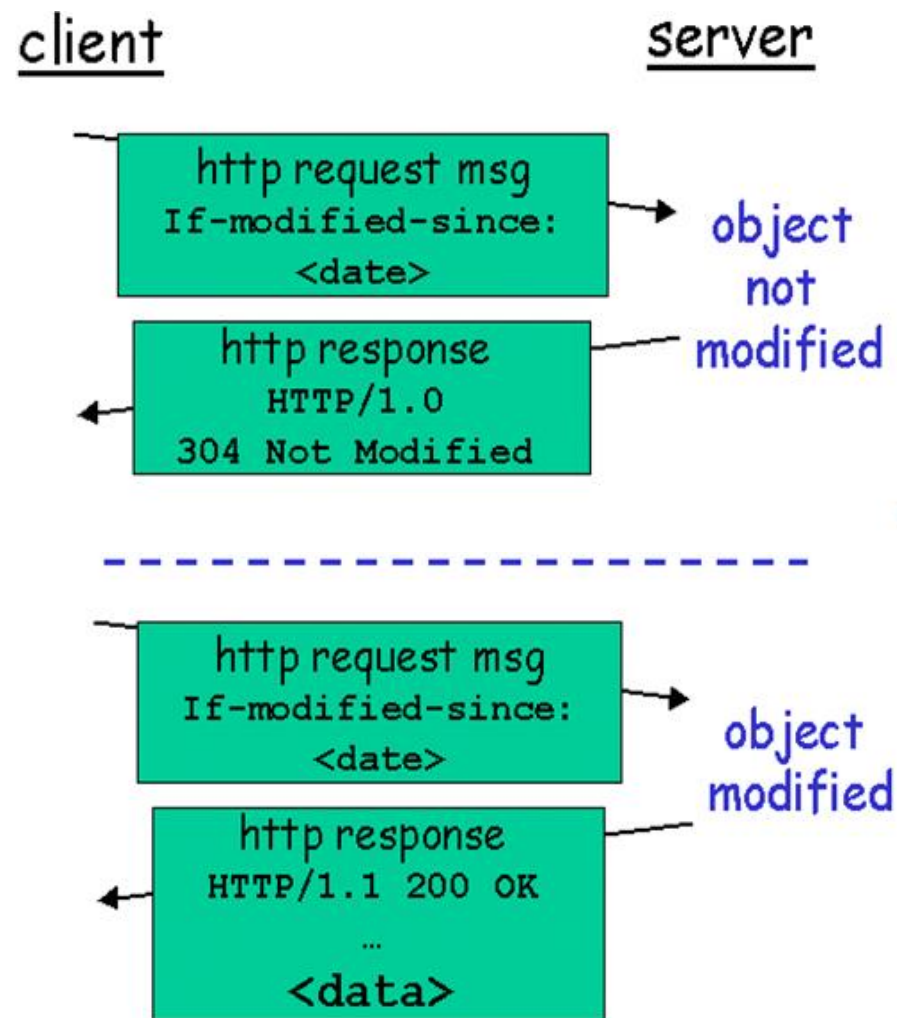 client
server
http request msg
If-modified-since:
<date>
object
not
modified
http response
HTTP/1.0
304 Not Modified
http request msg
If-modified-since:
<date>
object
modified
http response
HTTP/1.1 200 OK
…
<data>